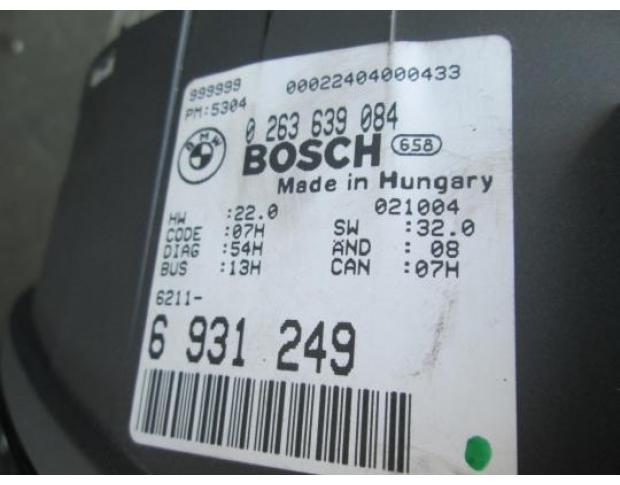 999999 00022404000433
PM:5304
0 263 639 084
BMW BOSCH 658
Made in Hungary
021004
HW :22.0 SW :32.0
CODE :07H ÄND : 08
DIAG :54H CAN :07H
BUS :13H
6211-
6 931 249